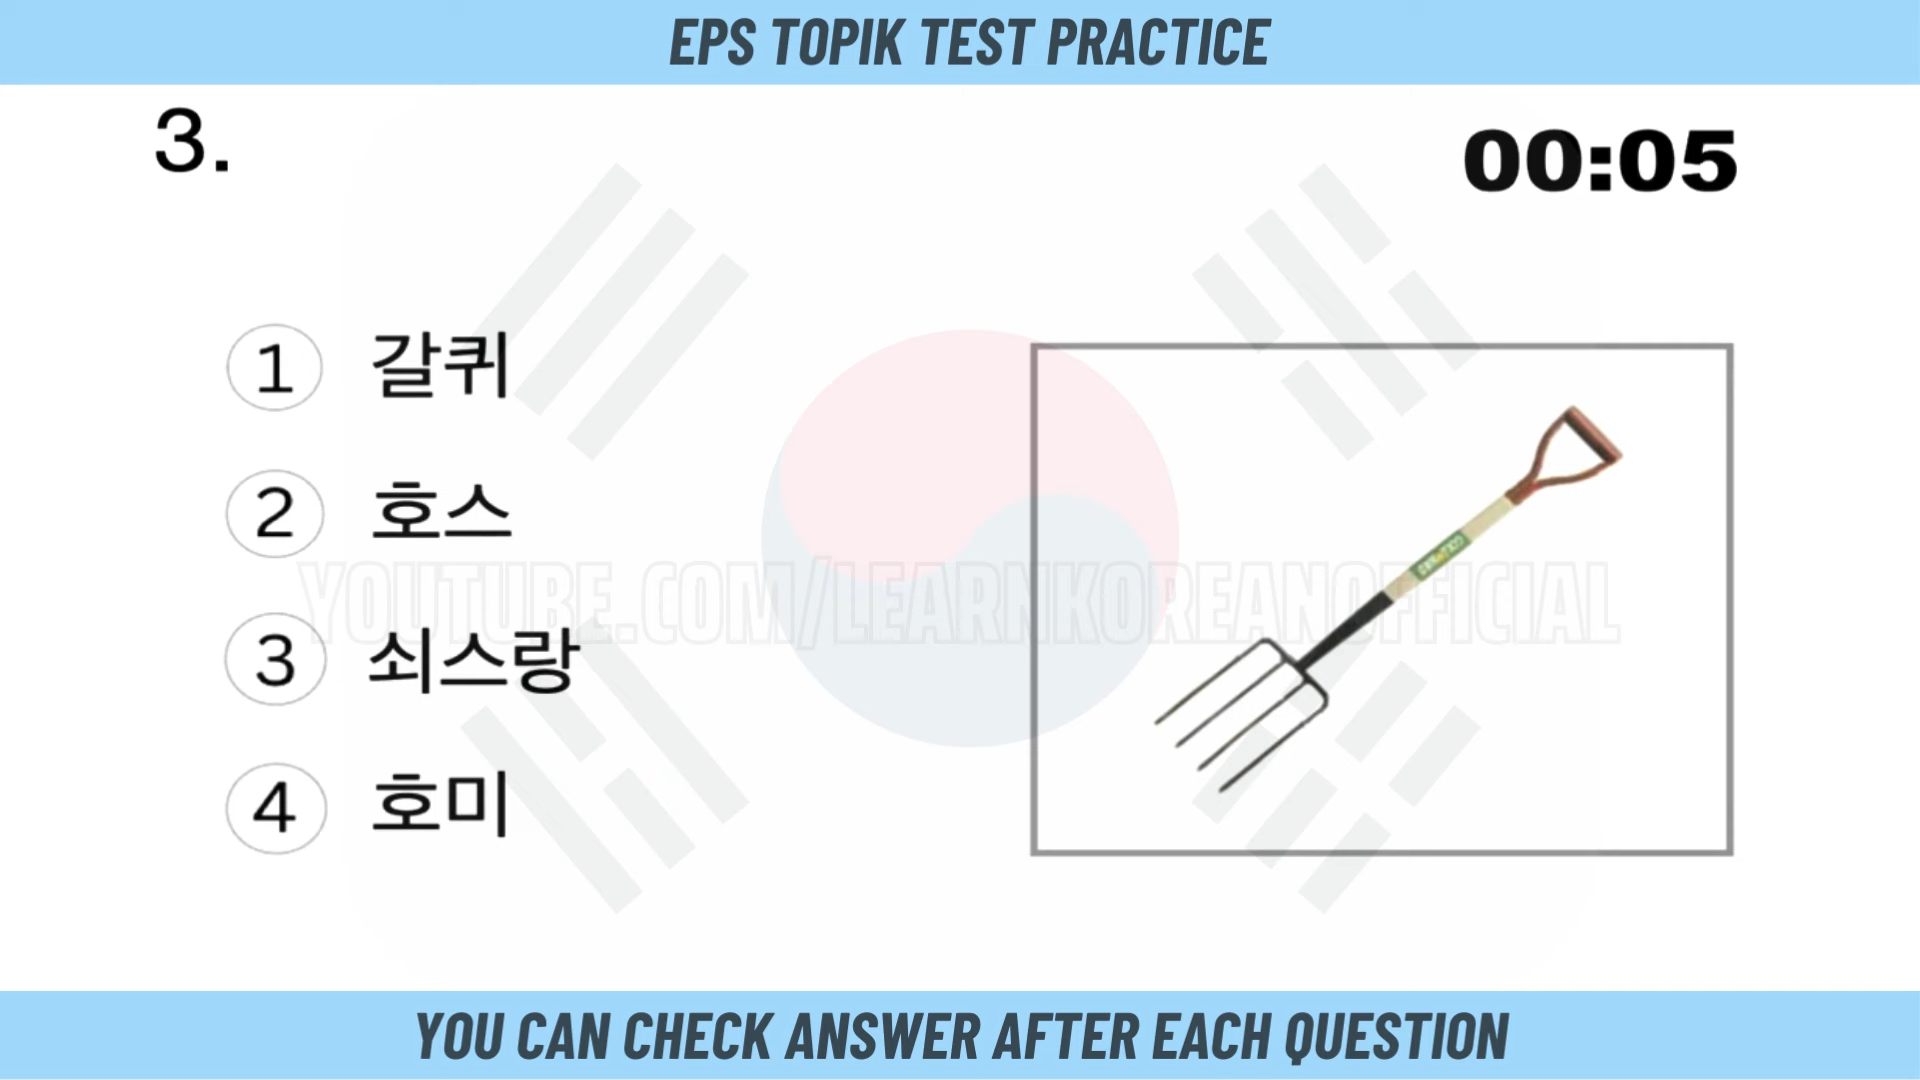 EPS TOPIK TEST PRACTICE
3.
00:05
1 갈퀴
2 호스
3 쇠스랑
4 호미
YOUTUBE.COM/LEARNKOREANOFFICIAL
YOU CAN CHECK ANSWER AFTER EACH QUESTION